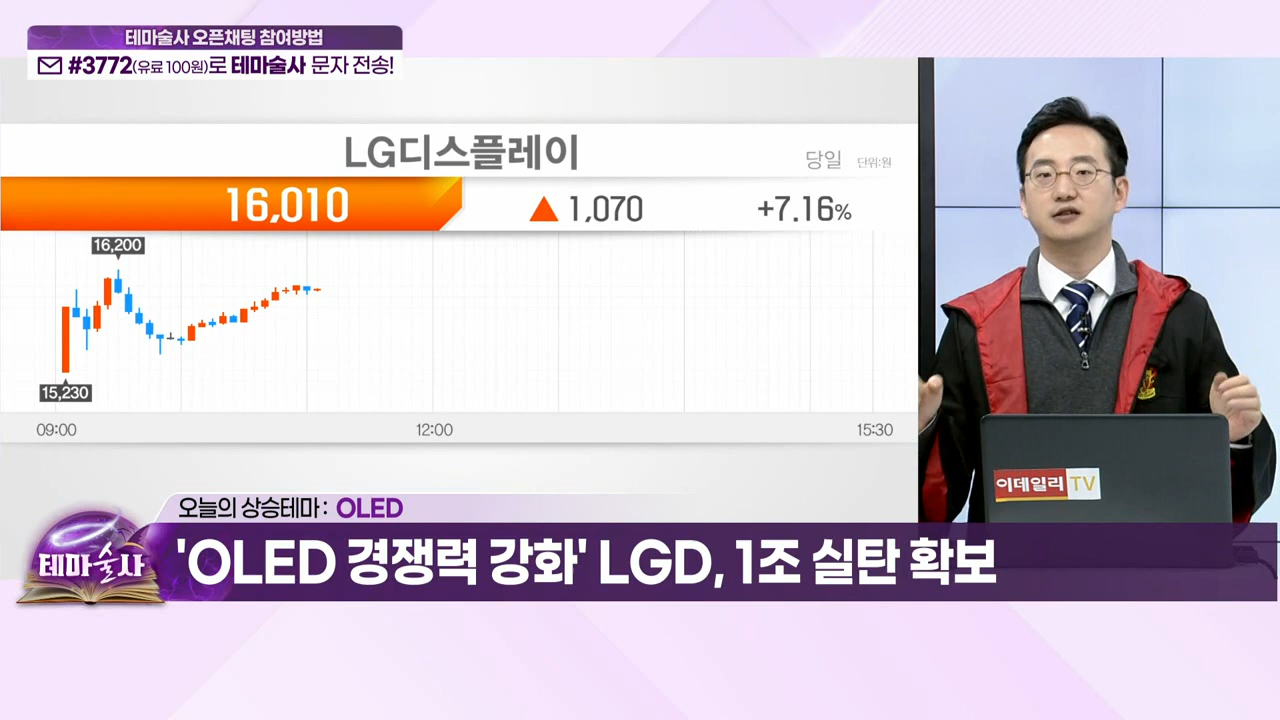 테마술사 오픈채팅 참여방법
#3772(유료 100원)로 테마술사 문자 전송!
LG디스플레이
당일 단위:원
16,010 ▲ 1,070 +7.16%
16,200
15,230
09:00 12:00 15:30
이데일리 TV
오늘의 상승테마 : OLED
테마술사
'OLED 경쟁력 강화' LGD, 1조 실탄 확보